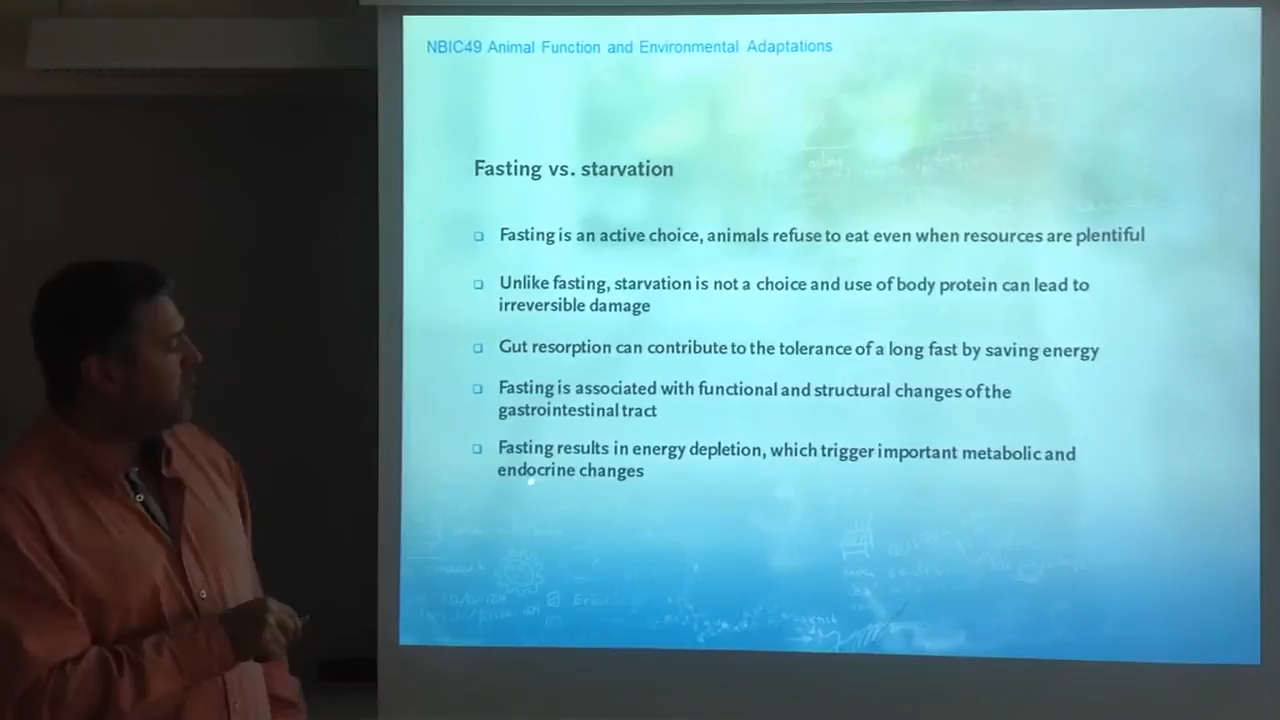 NBIC49 Animal Function and Environmental Adaptations
Fasting vs. starvation
Fasting is an active choice, animals refuse to eat even when resources are plentiful
Unlike fasting, starvation is not a choice and use of body protein can lead to
irreversible damage
Gut resorption can contribute to the tolerance of a long fast by saving energy
Fasting is associated with functional and structural changes of the
gastrointestinal tract
Fasting results in energy depletion, which trigger important metabolic and
endocrine changes